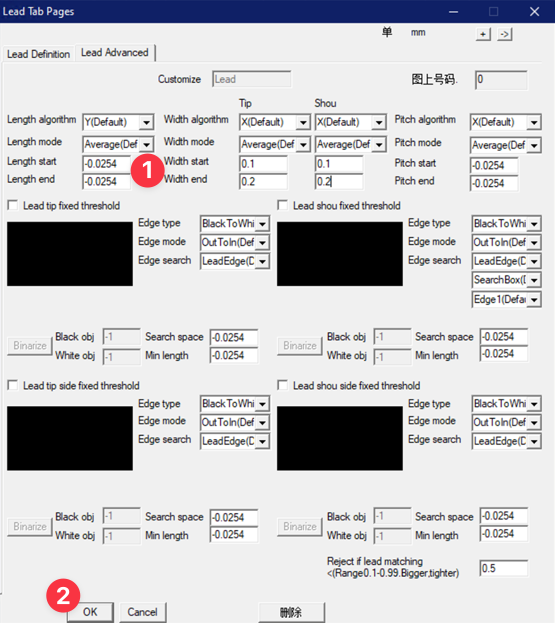 Lead Tab Pages
单 mm + ->
Lead Definition Lead Advanced
Customize Lead 图上号码. 0
Tip Shou
Length algorithm Y(Default) Width algorithm X(Default) X(Default) Pitch algorithm X(Default)
Length mode Average(Def Width mode Average(Def Average(Def Pitch mode Average(Def
Length start -0.0254 1 Width start 0.1 0.1 Pitch start -0.0254
Length end -0.0254 Width end 0.2 0.2 Pitch end -0.0254
Lead tip fixed threshold Lead shou fixed threshold
Edge type BlackToWhi Edge type BlackToWhi
Edge mode OutToIn(Def Edge mode OutToIn(Def
Edge search LeadEdge(D Edge search LeadEdge(D
SearchBox(D
Edge1(Defau
Binarize Black obj -1 Search space -0.0254 Binarize Black obj -1 Search space -0.0254
White obj -1 Min length -0.0254 White obj -1 Min length -0.0254
Lead tip side fixed threshold Lead shou side fixed threshold
Edge type BlackToWhi Edge type BlackToWhi
Edge mode OutToIn(Def Edge mode OutToIn(Def
Edge search LeadEdge(D Edge search LeadEdge(D
Binarize Black obj -1 Search space -0.0254 Binarize Black obj -1 Search space -0.0254
White obj -1 Min length -0.0254 White obj -1 Min length -0.0254
Reject if lead matching
<(Range0.1-0.99.Bigger,tighter) 0.5
2 OK Cancel 刪除